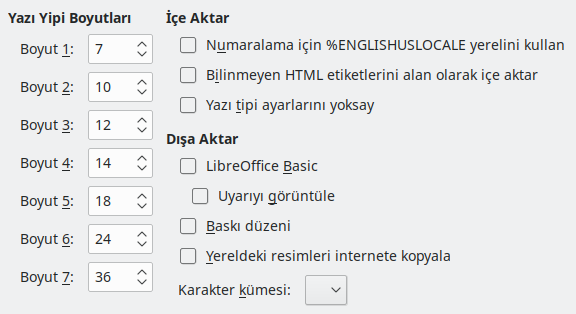 Yazı Yipi Boyutları
Boyut 1: 7
Boyut 2: 10
Boyut 3: 12
Boyut 4: 14
Boyut 5: 18
Boyut 6: 24
Boyut 7: 36
İçe Aktar
Numaralama için %ENGLISHUSLOCALE yerelini kullan
Bilinmeyen HTML etiketlerini alan olarak içe aktar
Yazı tipi ayarlarını yoksay
Dışa Aktar
LibreOffice Basic
Uyarıyı görüntüle
Baskı düzeni
Yereldeki resimleri internete kopyala
Karakter kümesi: